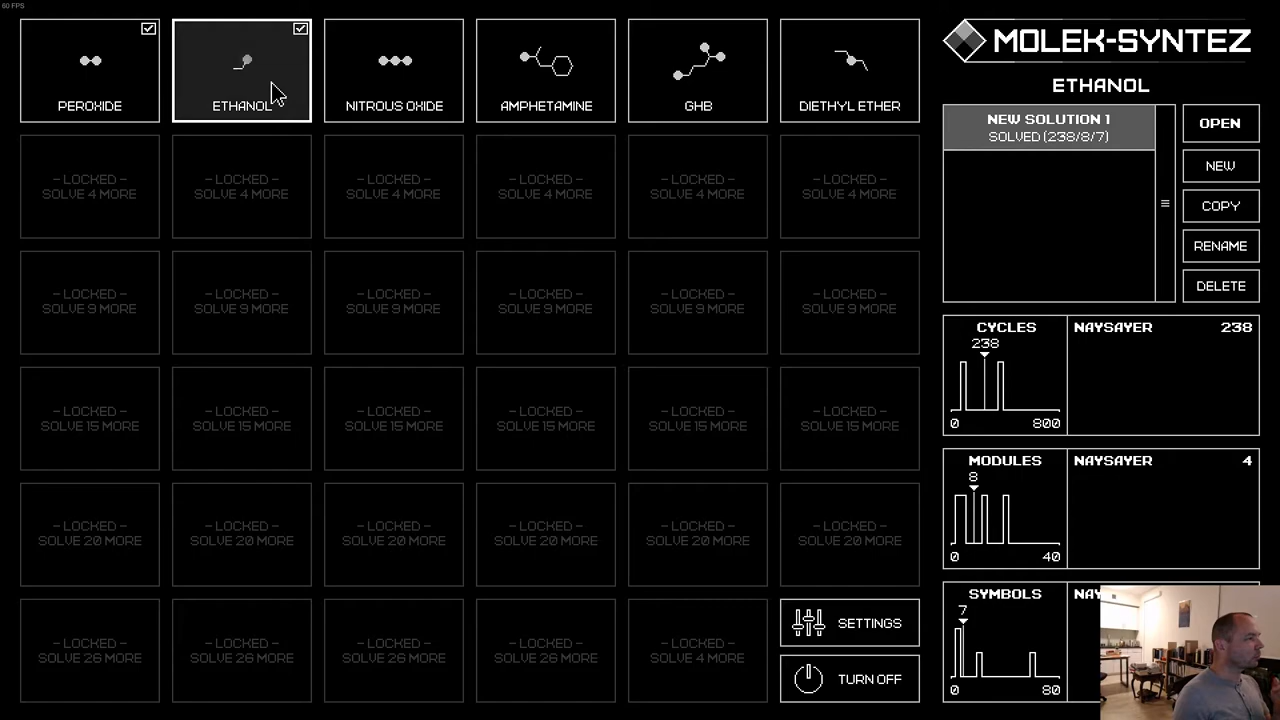 60 FPS
MOLEK-SYNTEZ
PEROXIDE
ETHANOL
NITROUS OXIDE
AMPHETAMINE
GHB
DIETHYL ETHER
- LOCKED -
SOLVE 4 MORE
- LOCKED -
SOLVE 4 MORE
- LOCKED -
SOLVE 4 MORE
- LOCKED -
SOLVE 4 MORE
- LOCKED -
SOLVE 4 MORE
- LOCKED -
SOLVE 4 MORE
- LOCKED -
SOLVE 9 MORE
- LOCKED -
SOLVE 9 MORE
- LOCKED -
SOLVE 9 MORE
- LOCKED -
SOLVE 9 MORE
- LOCKED -
SOLVE 9 MORE
- LOCKED -
SOLVE 9 MORE
- LOCKED -
SOLVE 15 MORE
- LOCKED -
SOLVE 15 MORE
- LOCKED -
SOLVE 15 MORE
- LOCKED -
SOLVE 15 MORE
- LOCKED -
SOLVE 15 MORE
- LOCKED -
SOLVE 15 MORE
- LOCKED -
SOLVE 20 MORE
- LOCKED -
SOLVE 20 MORE
- LOCKED -
SOLVE 20 MORE
- LOCKED -
SOLVE 20 MORE
- LOCKED -
SOLVE 20 MORE
- LOCKED -
SOLVE 20 MORE
- LOCKED -
SOLVE 26 MORE
- LOCKED -
SOLVE 26 MORE
- LOCKED -
SOLVE 26 MORE
- LOCKED -
SOLVE 26 MORE
- LOCKED -
SOLVE 4 MORE
SETTINGS
TURN OFF
ETHANOL
NEW SOLUTION 1
SOLVED (238/8/7)
OPEN
NEW
COPY
RENAME
DELETE
CYCLES
238
0 800
NAYSAYER 238
MODULES
8
0 40
NAYSAYER 4
SYMBOLS
7
0 80
NAY